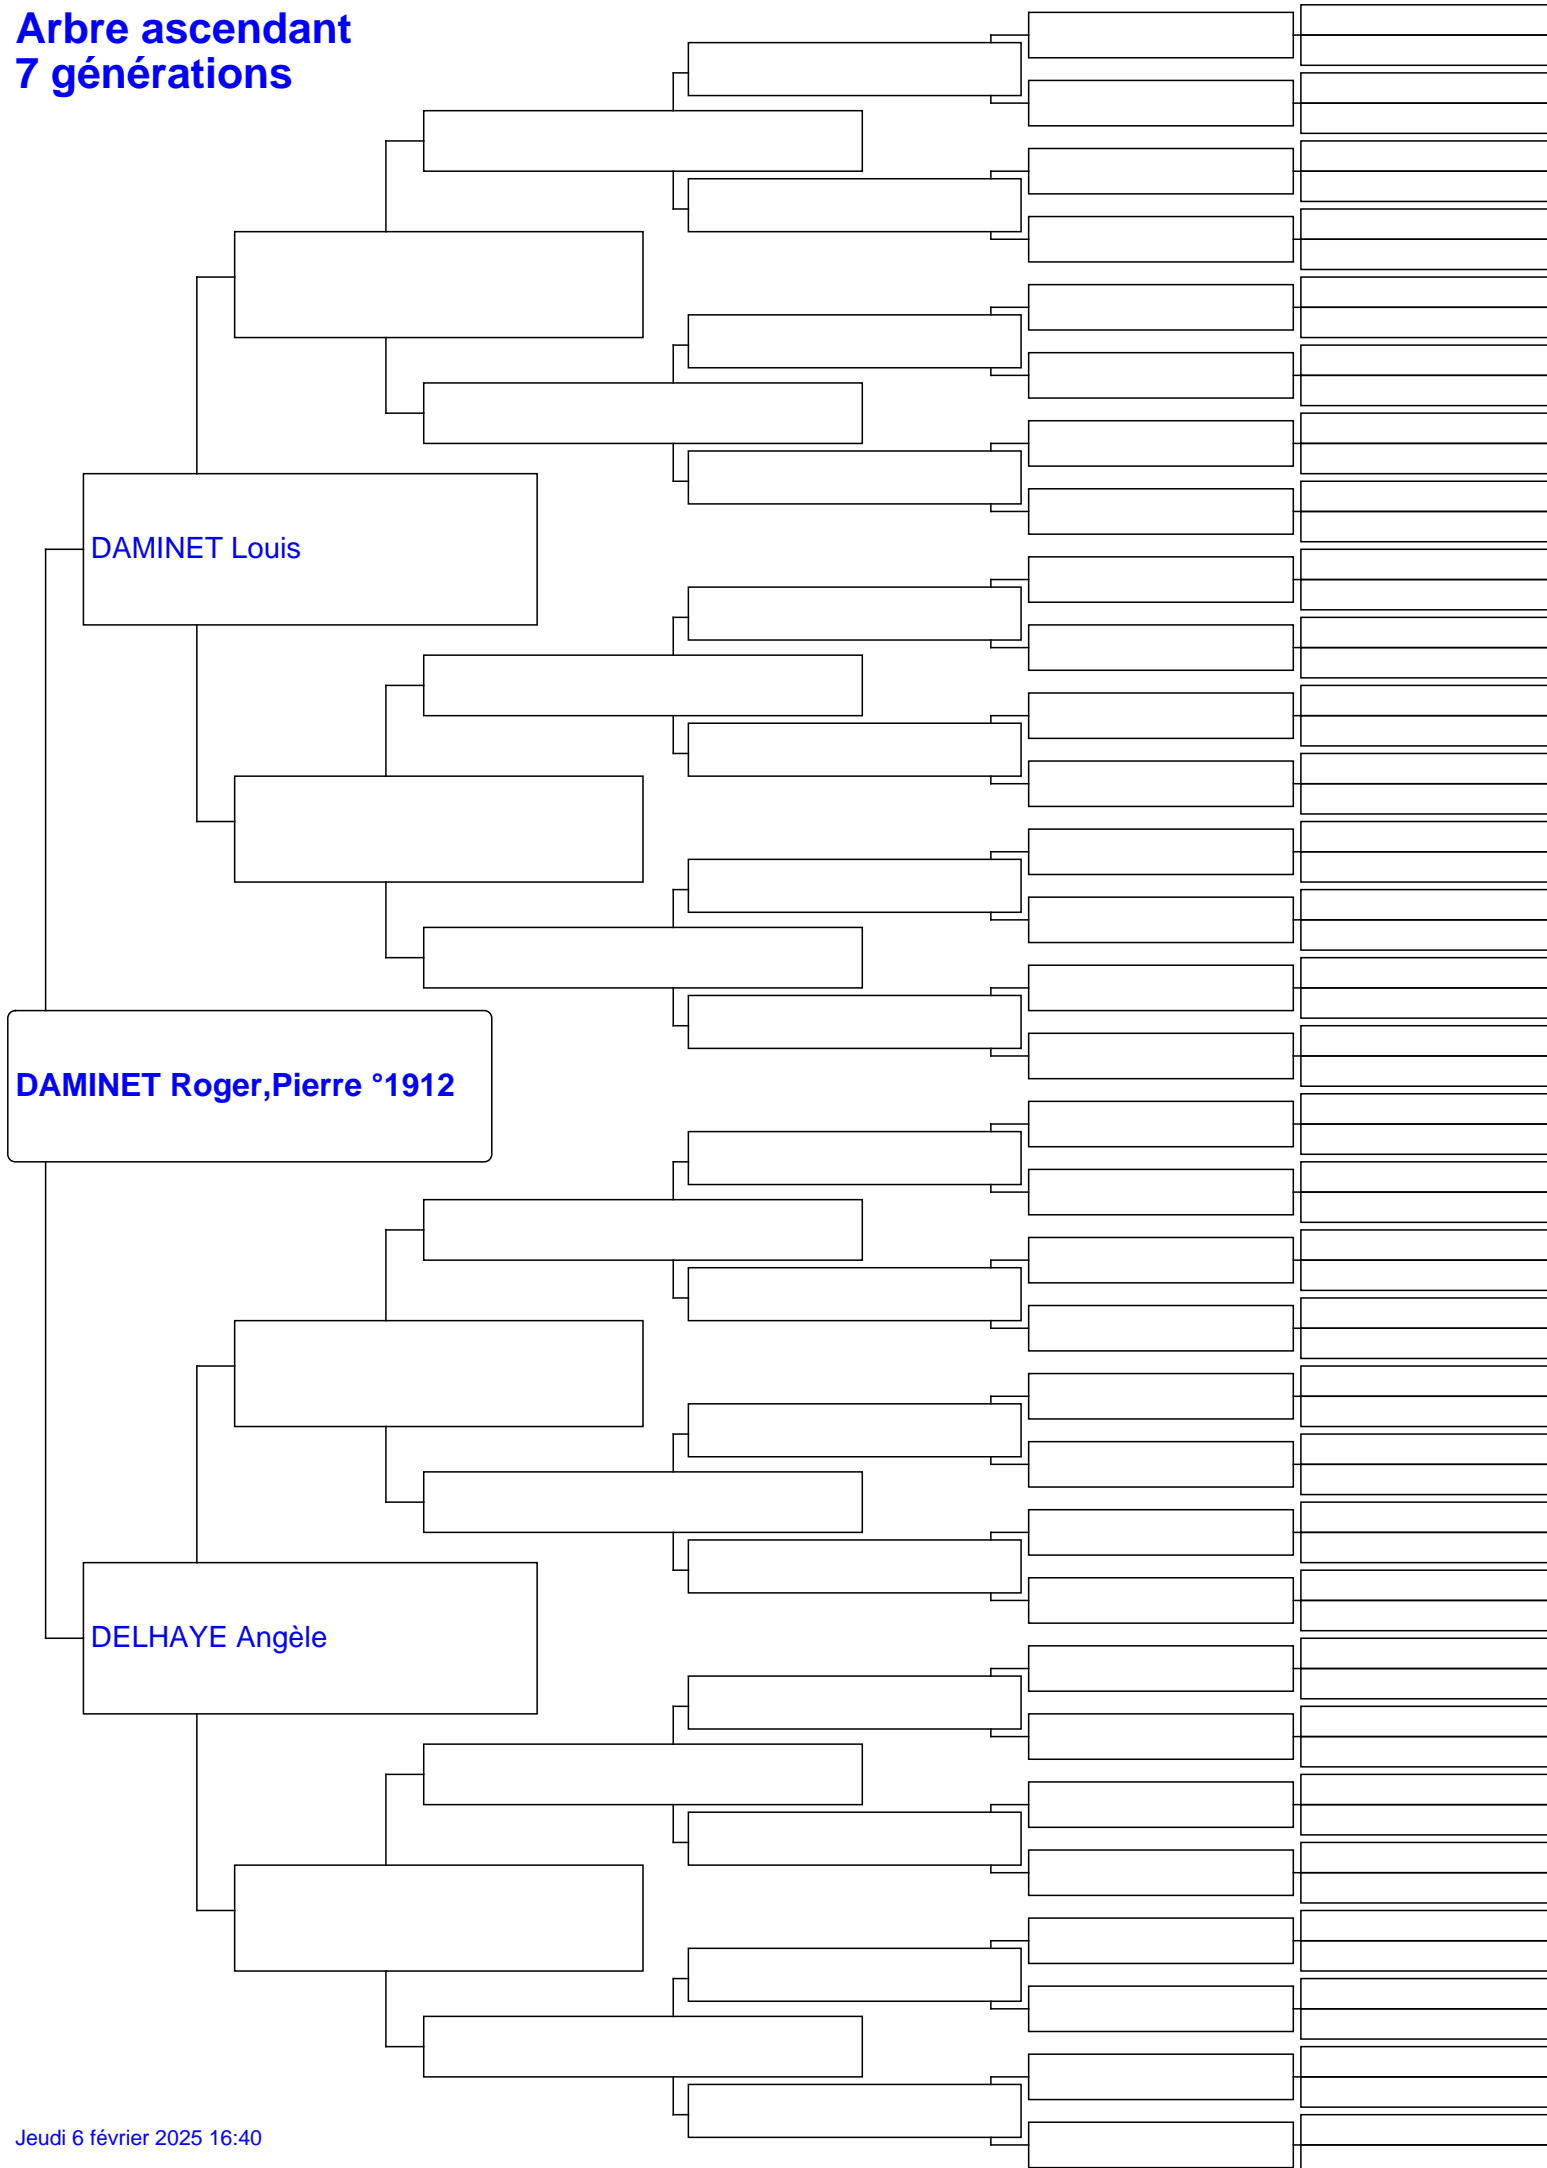 Arbre ascendant
7 générations
DAMINET Louis
DAMINET Roger,Pierre °1912
DELHAYE Angèle
Jeudi 6 février 2025 16:40